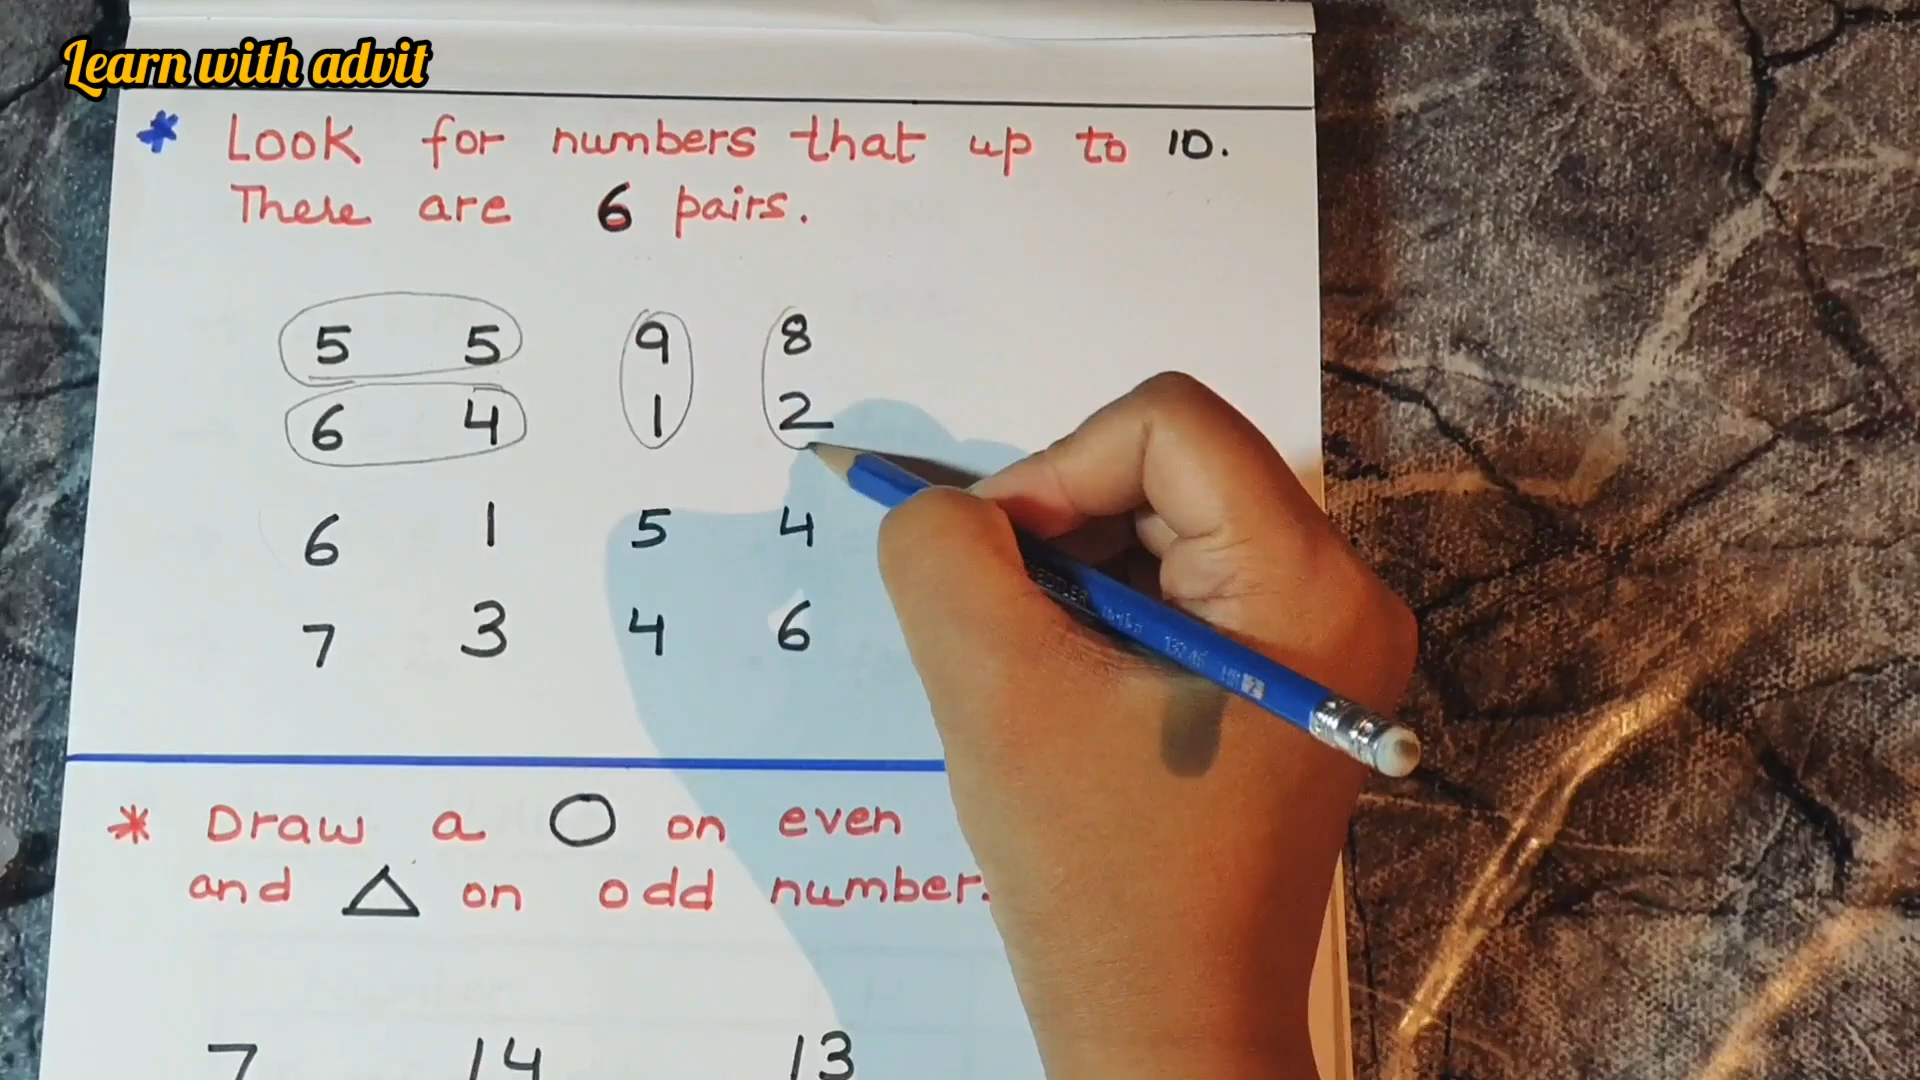 Learn with advit
* Look for numbers that up to 10.
There are 6 pairs.
5 5 9 8
6 4 1 2
6 1 5 4
7 3 4 6
* Draw a ○ on even
and △ on odd
7 14 13